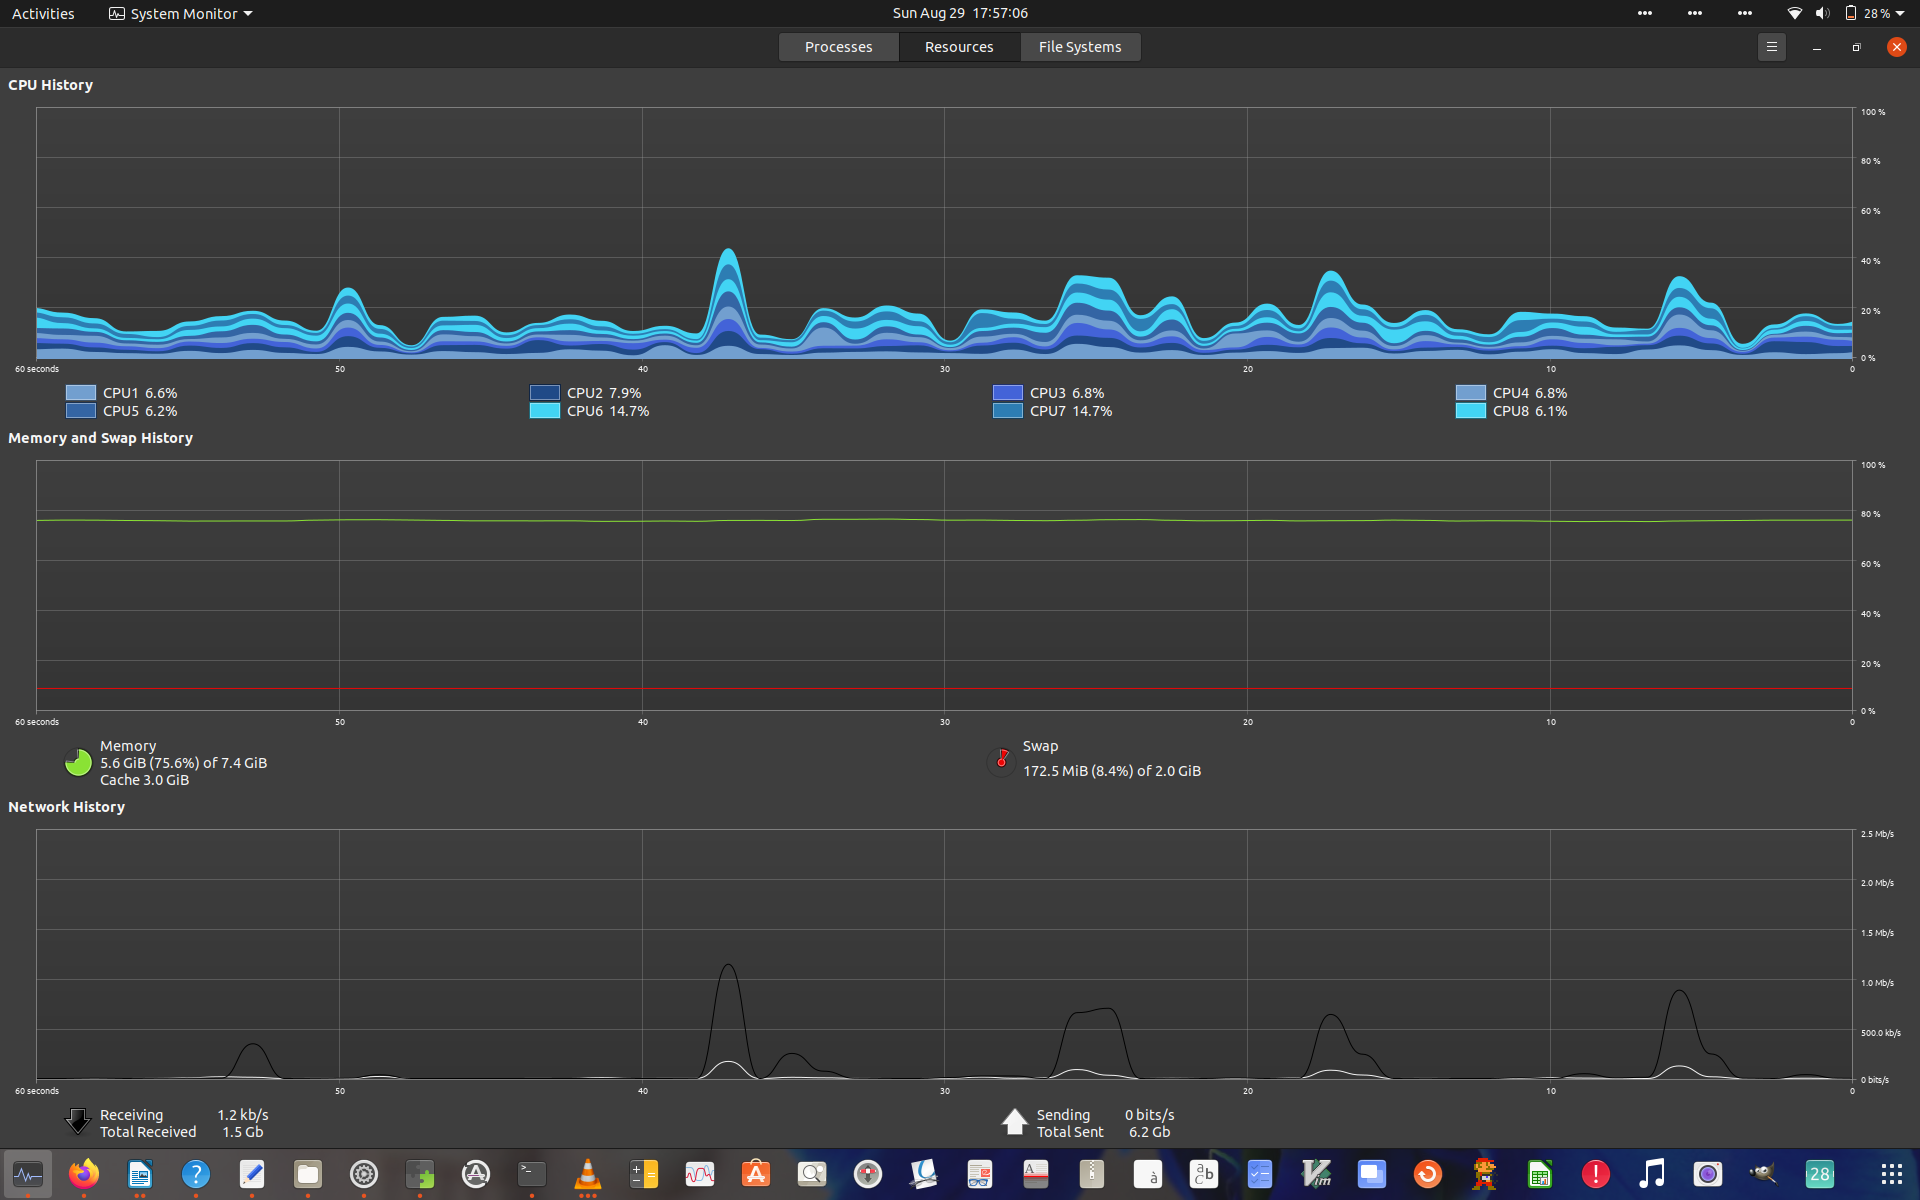 Activities System Monitor Sun Aug 29 17:57:06 28 %
Processes Resources File Systems
CPU History
100 %
80 %
60 %
40 %
20 %
0 %
60 seconds 50 40 30 20 10 0
CPU1 6.6% CPU2 7.9% CPU3 6.8% CPU4 6.8%
CPU5 6.2% CPU6 14.7% CPU7 14.7% CPU8 6.1%
Memory and Swap History
100 %
80 %
60 %
40 %
20 %
0 %
60 seconds 50 40 30 20 10 0
Memory
5.6 GiB (75.6%) of 7.4 GiB
Cache 3.0 GiB
Swap
172.5 MiB (8.4%) of 2.0 GiB
Network History
2.5 Mb/s
2.0 Mb/s
1.5 Mb/s
1.0 Mb/s
500.0 kb/s
0 bits/s
60 seconds 50 40 30 20 10 0
Receiving 1.2 kb/s
Total Received 1.5 Gb
Sending 0 bits/s
Total Sent 6.2 Gb
? >_ A A à a b c Vim ! 28